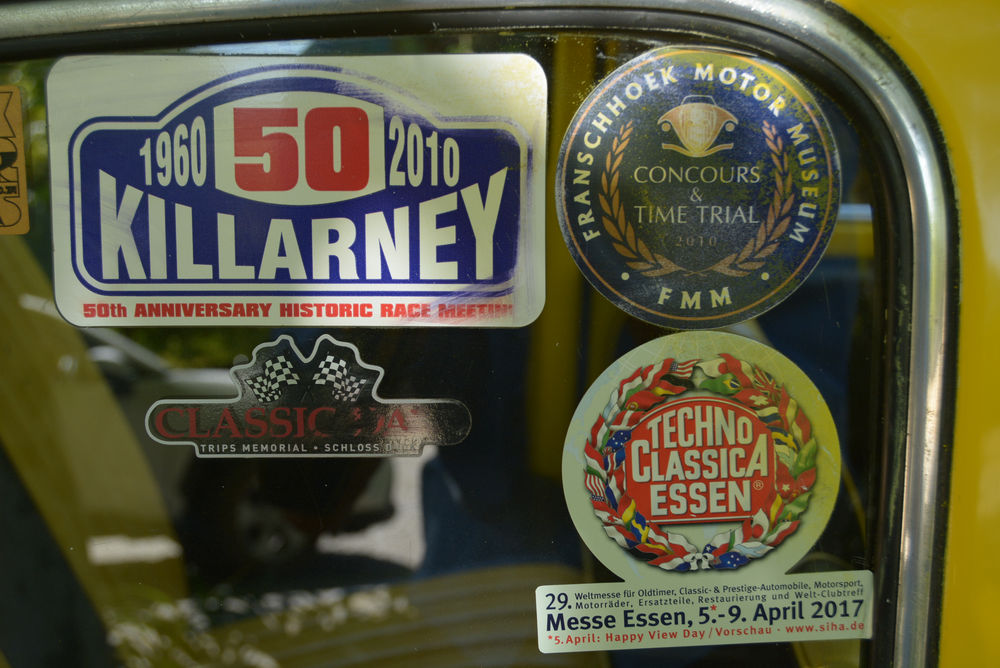 1960 50 2010
KILLARNEY
50th ANNIVERSARY HISTORIC RACE MEETIN
FRANSCHHOEK MOTOR MUSEUM
CONCOURS
&
TIME TRIAL
2010
FMM
CLASSIC
TRIPS MEMORIAL • SCHLOSS
TECHNO
CLASSICA
ESSEN®
29. Weltmesse für Oldtimer, Classic- & Prestige-Automobile, Motorsport,
Motorräder, Ersatzteile, Restaurierung und Welt-Clubtreff
Messe Essen, 5.*-9. April 2017
*5. April: Happy View Day / Vorschau - www.siha.de